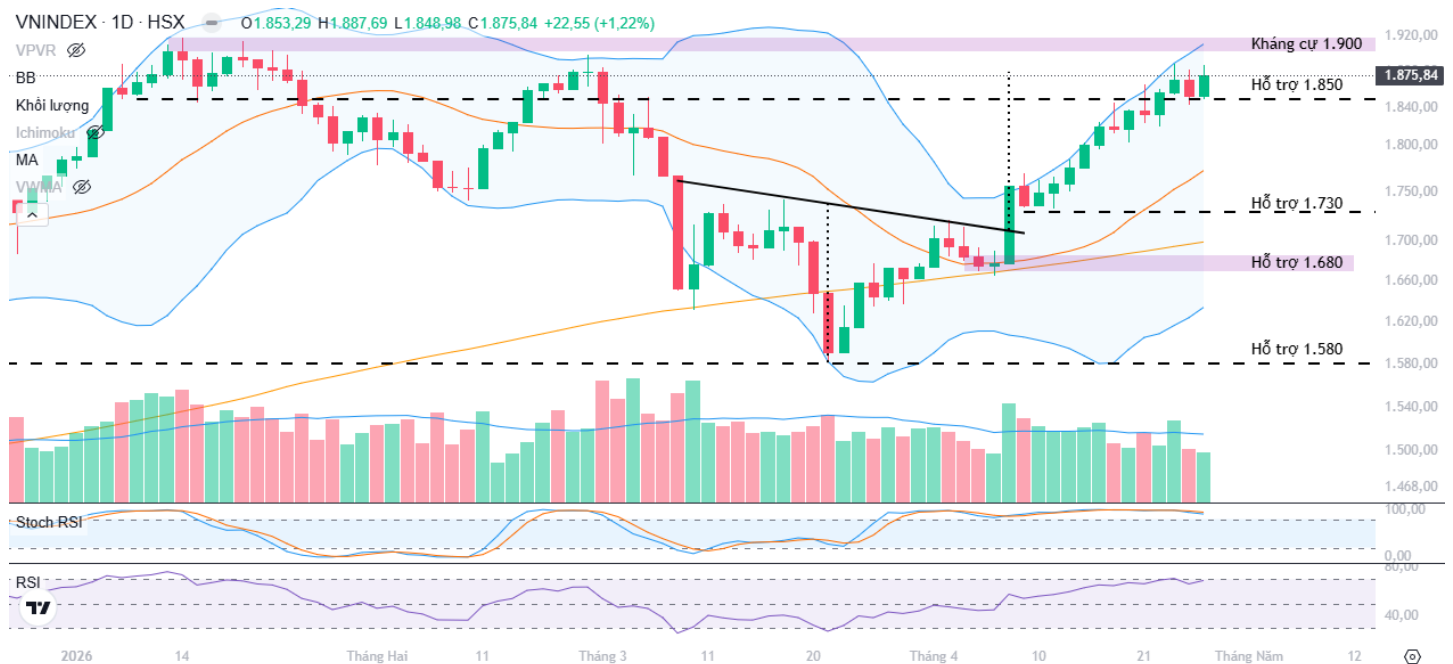 VNINDEX · 1D · HSX O1.853,29 H1.887,69 L1.848,98 C1.875,84 +22,55 (+1,22%)
VPVR
BB
Khối lượng
Ichimoku
MA
VWMA
Kháng cự 1.900
Hỗ trợ 1.850
Hỗ trợ 1.730
Hỗ trợ 1.680
Hỗ trợ 1.580
1.920,00
1.875,84
1.840,00
1.800,00
1.750,00
1.700,00
1.660,00
1.620,00
1.580,00
1.540,00
1.500,00
1.468,00
Stoch RSI
100,00
0,00
RSI
80,00
40,00
2026 14 Tháng Hai 11 Tháng 3 11 20 Tháng 4 10 21 Tháng Năm 12